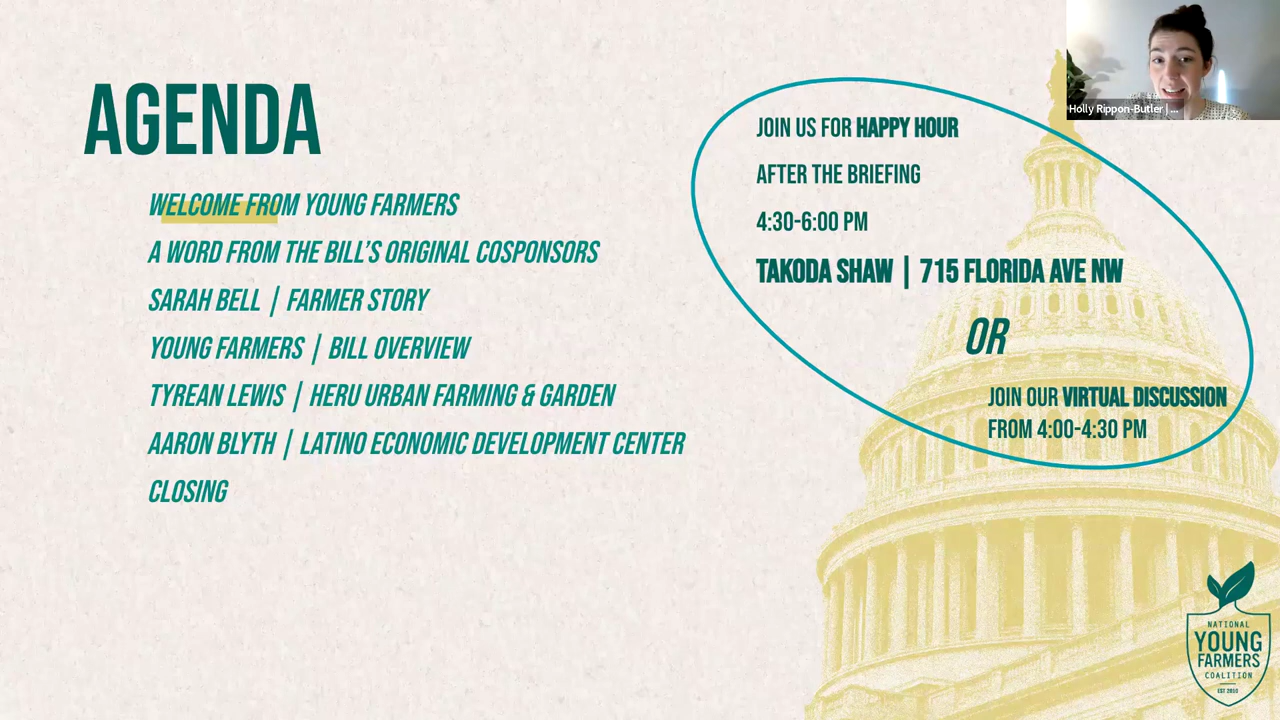 AGENDA
WELCOME FROM YOUNG FARMERS
A WORD FROM THE BILL'S ORIGINAL COSPONSORS
SARAH BELL | FARMER STORY
YOUNG FARMERS | BILL OVERVIEW
TYREAN LEWIS | HERU URBAN FARMING & GARDEN
AARON BLYTH | LATINO ECONOMIC DEVELOPMENT CENTER
CLOSING
JOIN US FOR HAPPY HOUR
AFTER THE BRIEFING
4:30-6:00 PM
TAKODA SHAW | 715 FLORIDA AVE NW
OR
JOIN OUR VIRTUAL DISCUSSION
FROM 4:00-4:30 PM
Holly Rippon-Butler | ...
NATIONAL
YOUNG
FARMERS
COALITION
EST 2010